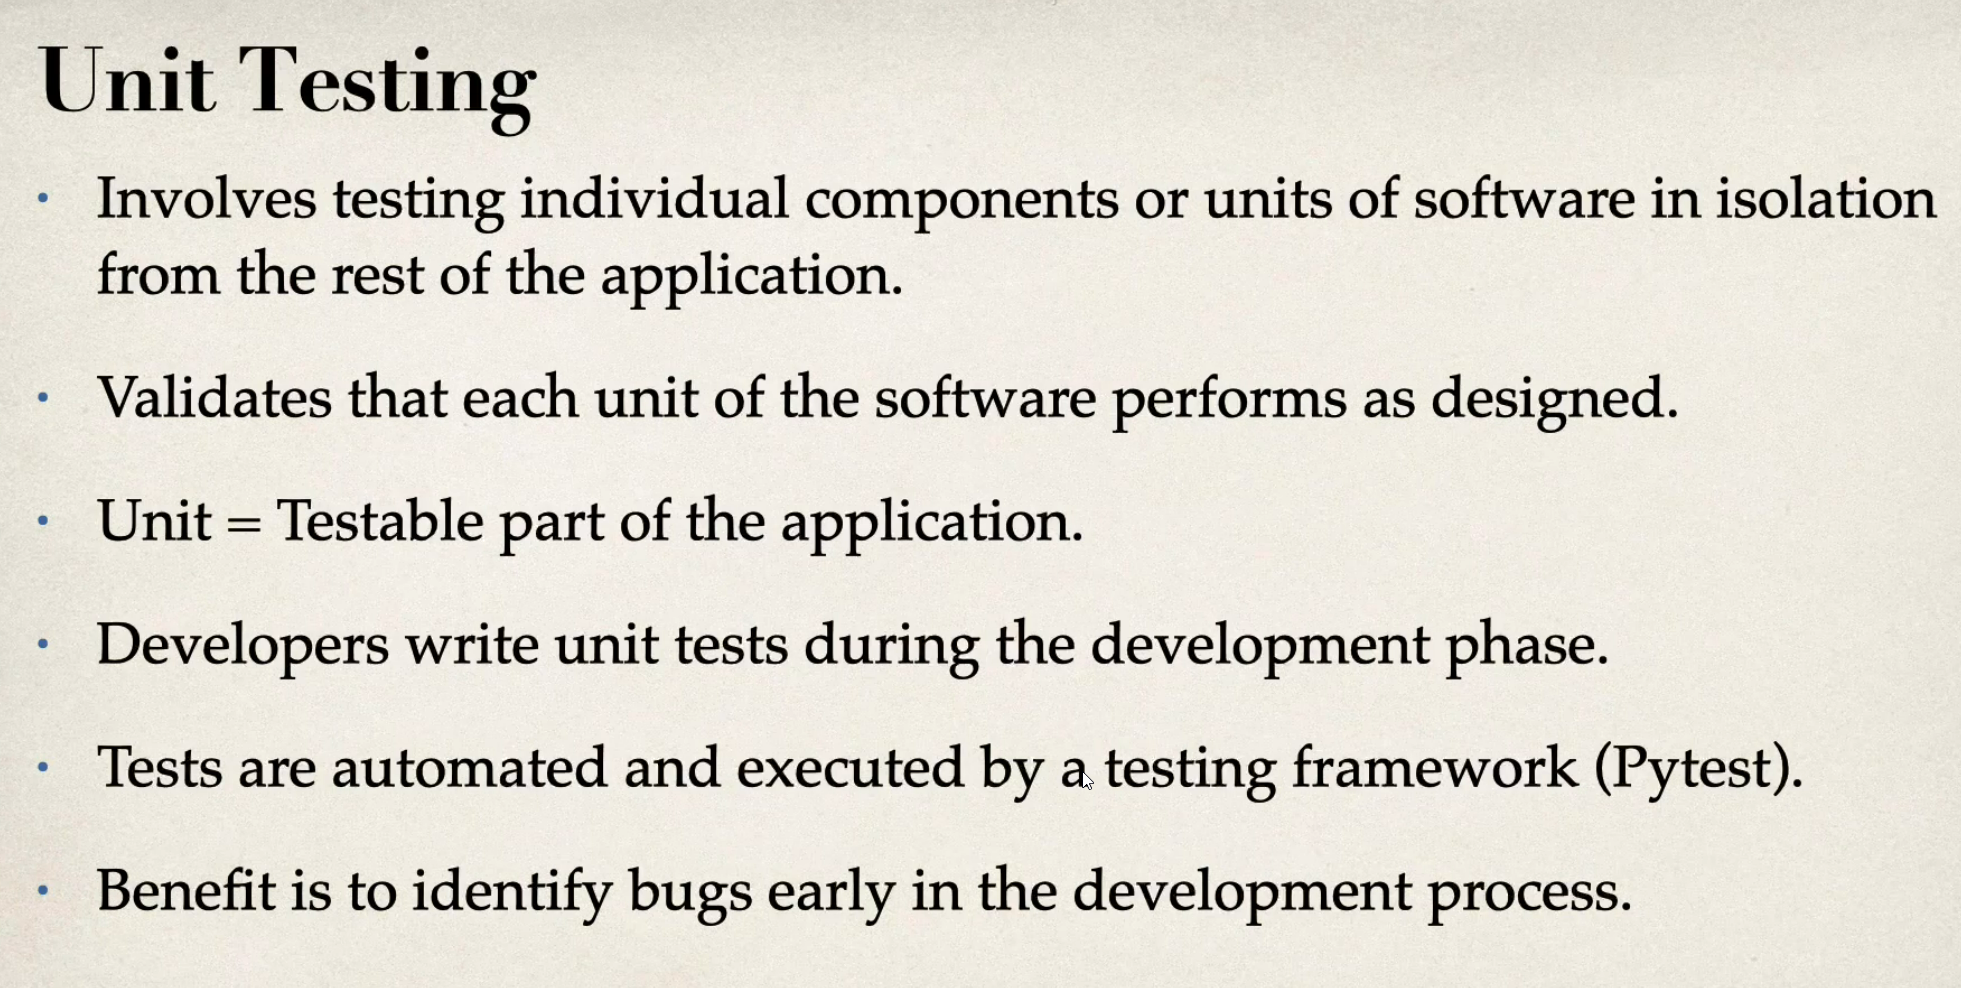 Unit Testing
• Involves testing individual components or units of software in isolation
from the rest of the application.
• Validates that each unit of the software performs as designed.
• Unit = Testable part of the application.
• Developers write unit tests during the development phase.
• Tests are automated and executed by a testing framework (Pytest).
• Benefit is to identify bugs early in the development process.